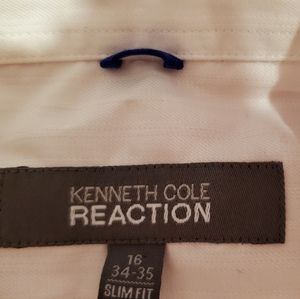 KENNETH COLE
REACTION
16
34-35
SLIM FIT